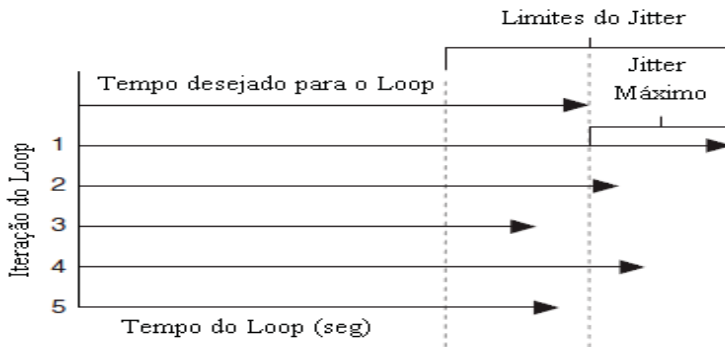 Limites do Jitter
Tempo desejado para o Loop
Jitter
Máximo
Iteração do Loop
1
2
3
4
5
Tempo do Loop (seg)